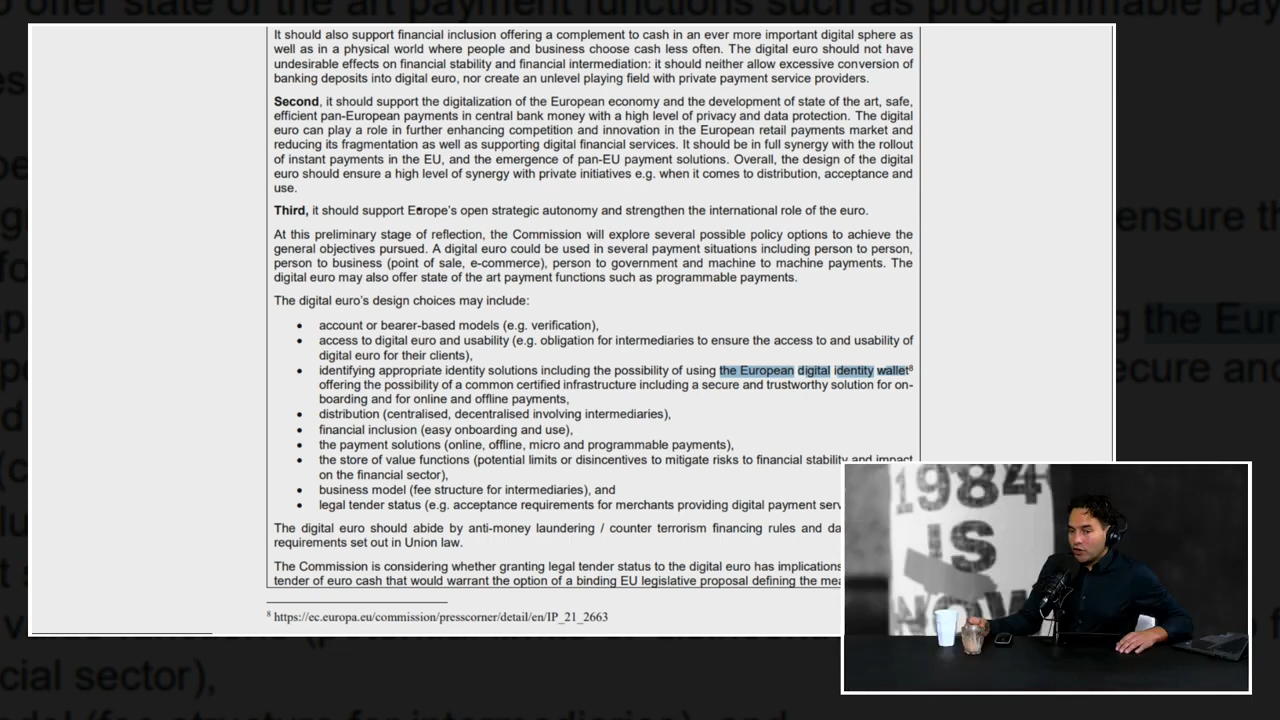 o offer state of the art payment functions such as programmable pay
It should also support financial inclusion offering a complement to cash in an ever more important digital sphere as
well as in a physical world where people and business choose cash less often. The digital euro should not have
undesirable effects on financial stability and financial intermediation: it should neither allow excessive conversion of
banking deposits into digital euro, nor create an unlevel playing field with private payment service providers.
Second, it should support the digitalization of the European economy and the development of state of the art, safe,
efficient pan-European payments in central bank money with a high level of privacy and data protection. The digital
euro can play a role in further enhancing competition and innovation in the European retail payments market and
reducing its fragmentation as well as supporting digital financial services. It should be in full synergy with the rollout
of instant payments in the EU, and the emergence of pan-EU payment solutions. Overall, the design of the digital
euro should ensure a high level of synergy with private initiatives e.g. when it comes to distribution, acceptance and
use.
Third, it should support Europe's open strategic autonomy and strengthen the international role of the euro.
At this preliminary stage of reflection, the Commission will explore several possible policy options to achieve the
general objectives pursued. A digital euro could be used in several payment situations including person to person,
person to business (point of sale, e-commerce), person to government and machine to machine payments. The
digital euro may also offer state of the art payment functions such as programmable payments.
The digital euro's design choices may include:
• account or bearer-based models (e.g. verification),
• access to digital euro and usability (e.g. obligation for intermediaries to ensure the access to and usability of
digital euro for their clients),
• identifying appropriate identity solutions including the possibility of using the European digital identity wallet⁸
offering the possibility of a common certified infrastructure including a secure and trustworthy solution for on-
boarding and for online and offline payments,
• distribution (centralised, decentralised involving intermediaries),
• financial inclusion (easy onboarding and use),
• the payment solutions (online, offline, micro and programmable payments),
• the store of value functions (potential limits or disincentives to mitigate risks to financial stability and impact
on the financial sector),
• business model (fee structure for intermediaries), and
• legal tender status (e.g. acceptance requirements for merchants providing digital payment serv
The digital euro should abide by anti-money laundering / counter terrorism financing rules and da
requirements set out in Union law.
The Commission is considering whether granting legal tender status to the digital euro has implications
tender of euro cash that would warrant the option of a binding EU legislative proposal defining the mea
⁸ https://ec.europa.eu/commission/presscorner/detail/en/IP_21_2663
ensure th
g the Eur
ecure and
cial sector),
1984
IS
NOW